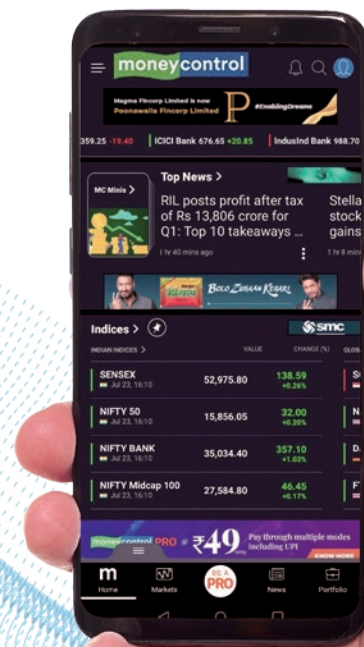 moneycontrol
Magma Fincorp Limited is now
Poonawalla Fincorp Limited
P
#EnablingDreams
359.25 -19.40 ICICI Bank 676.65 +20.85 IndusInd Bank 988.70
MC Minis >
Top News >
RIL posts profit after tax
of Rs 13,806 crore for
Q1: Top 10 takeaways ...
1 hr 40 mins ago
Stella
stock
gains
1 hr 8 min
BOLO ZUBAAN KESARI
Indices >
smc
INDIAN INDICES > VALUE CHANGE (%) GLOB
SENSEX
Jul 23, 16:10
52,975.80
138.59
+0.26%
NIFTY 50
Jul 23, 16:10
15,856.05
32.00
+0.20%
NIFTY BANK
Jul 23, 16:10
35,034.40
357.10
+1.03%
NIFTY Midcap 100
Jul 23, 16:10
27,584.80
46.45
+0.17%
moneycontrol PRO @ ₹49 only
Pay through multiple modes
including UPI
KNOW MORE
m
Home
Markets
BE A
PRO
News
Portfolio